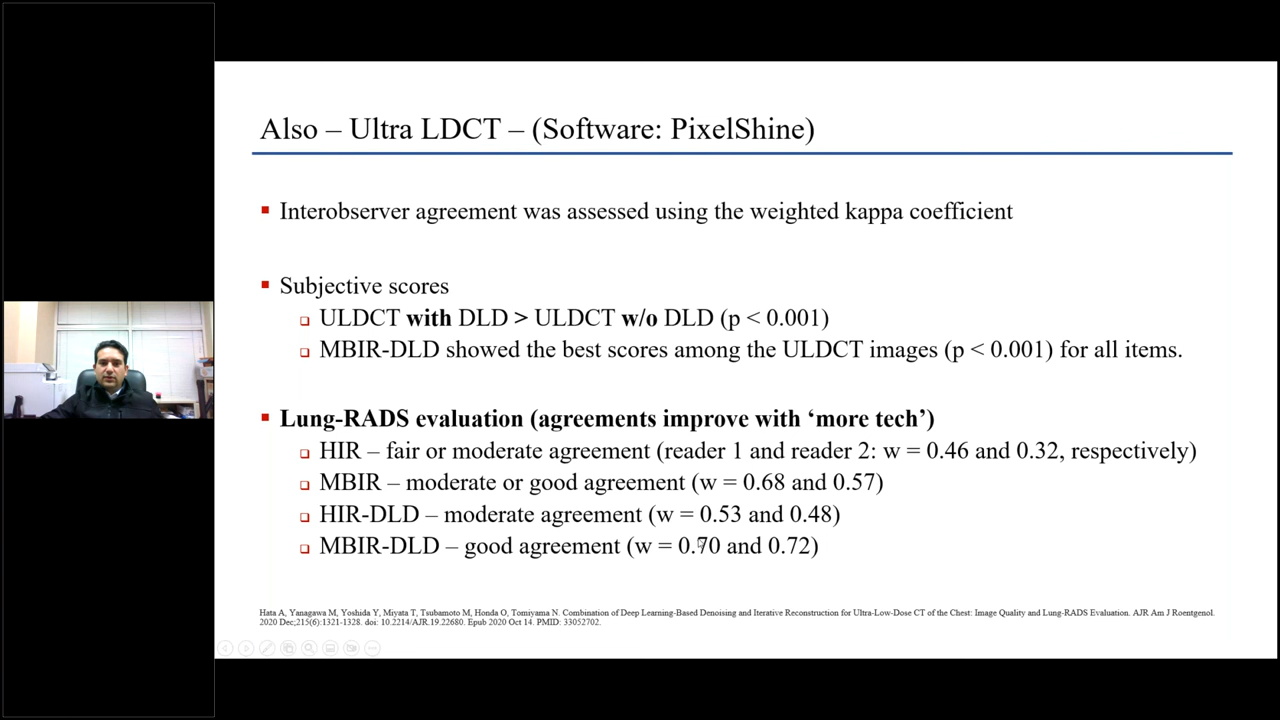 Also – Ultra LDCT – (Software: PixelShine)
Interobserver agreement was assessed using the weighted kappa coefficient
Subjective scores
ULDCT with DLD > ULDCT w/o DLD (p < 0.001)
MBIR-DLD showed the best scores among the ULDCT images (p < 0.001) for all items.
Lung-RADS evaluation (agreements improve with ‘more tech’)
HIR – fair or moderate agreement (reader 1 and reader 2: w = 0.46 and 0.32, respectively)
MBIR – moderate or good agreement (w = 0.68 and 0.57)
HIR-DLD – moderate agreement (w = 0.53 and 0.48)
MBIR-DLD – good agreement (w = 0.70 and 0.72)
Hata A, Yanagawa M, Yoshida Y, Miyata T, Tsubamoto M, Honda O, Tomiyama N. Combination of Deep Learning-Based Denoising and Iterative Reconstruction for Ultra-Low-Dose CT of the Chest: Image Quality and Lung-RADS Evaluation. AJR Am J Roentgenol.
2020 Dec;215(6):1321-1328. doi: 10.2214/AJR.19.22680. Epub 2020 Oct 14. PMID: 33052702.